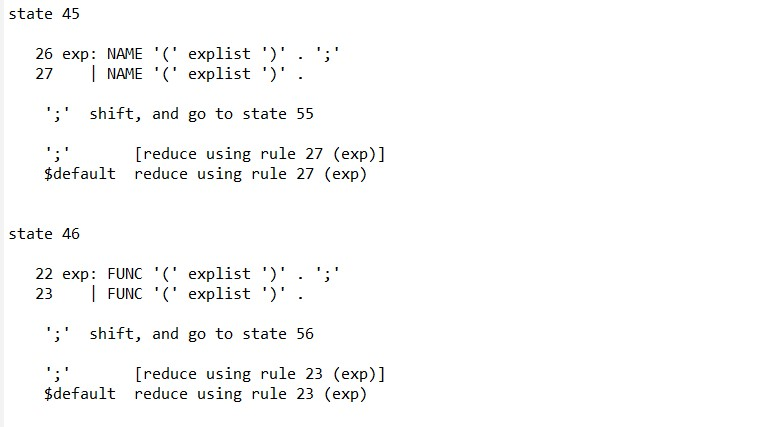 state 45
26 exp: NAME '(' explist ')' . ';'
27    | NAME '(' explist ')' .
';'  shift, and go to state 55
';'       [reduce using rule 27 (exp)]
$default  reduce using rule 27 (exp)
state 46
22 exp: FUNC '(' explist ')' . ';'
23    | FUNC '(' explist ')' .
';'  shift, and go to state 56
';'       [reduce using rule 23 (exp)]
$default  reduce using rule 23 (exp)